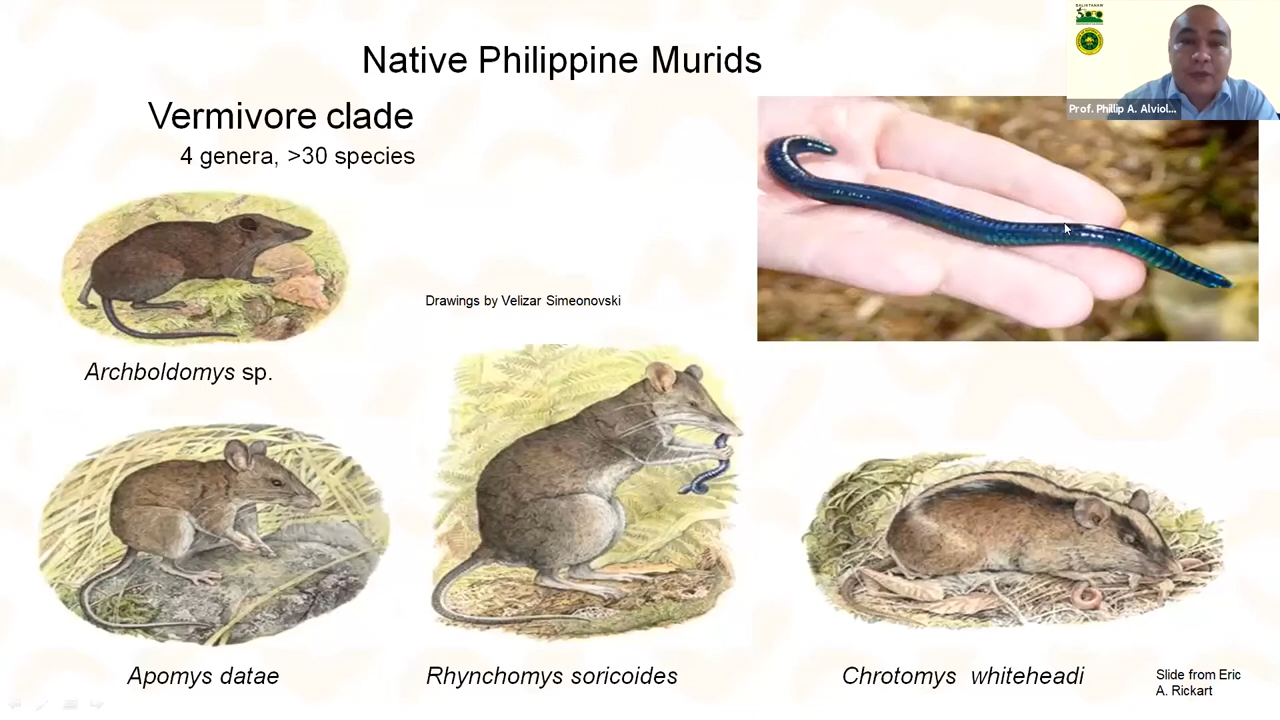 Native Philippine Murids
Vermivore clade
4 genera, >30 species
Prof. Phillip A. Alviol...
Drawings by Velizar Simeonovski
Archboldomys sp.
Apomys datae
Rhynchomys soricoides
Chrotomys whiteheadi
Slide from Eric
A. Rickart